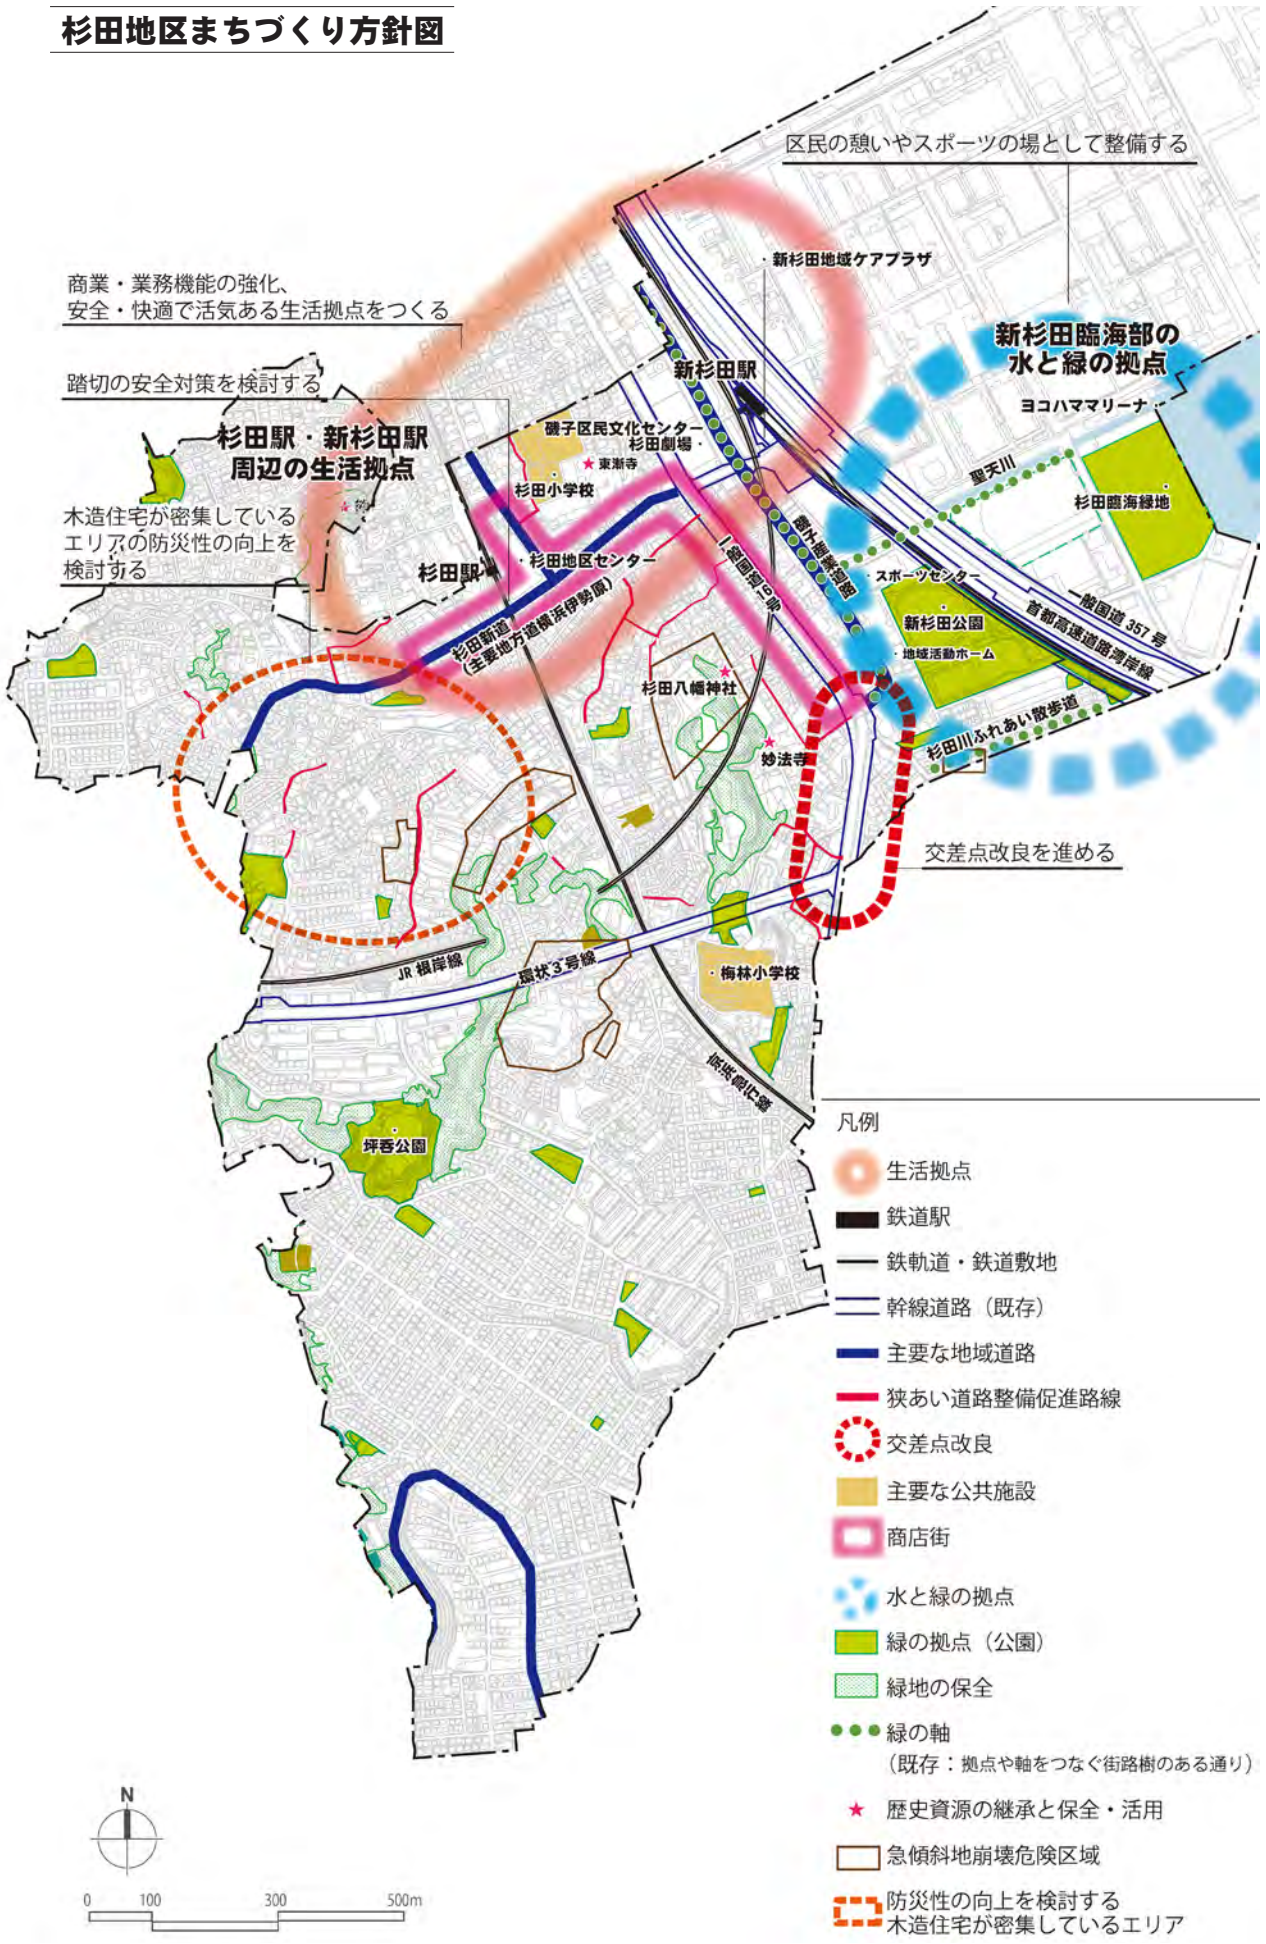 杉田地区まちづくり方針図
区民の憩いやスポーツの場として整備する
新杉田地域ケアプラザ
商業・業務機能の強化、
安全・快適で活気ある生活拠点をつくる
新杉田臨海部の
水と緑の拠点
新杉田駅
踏切の安全対策を検討する
ヨコハママリーナ
杉田駅・新杉田駅
周辺の生活拠点
磯子区民文化センター
杉田劇場
東漸寺
聖天川
杉田小学校
杉田臨海緑地
木造住宅が密集している
エリアの防災性の向上を
検討する
磯子産業道路
杉田地区センター
一般国道16号
杉田駅
スポーツセンター
一般国道357号
首都高速道路湾岸線
新杉田公園
杉田新道
(主要地方道横浜伊勢原)
地域活動ホーム
杉田八幡神社
杉田川ふれあい散歩道
妙法寺
交差点改良を進める
JR根岸線
環状3号線
梅林小学校
京浜急行線
坪呑公園
凡例
生活拠点
鉄道駅
鉄軌道・鉄道敷地
幹線道路（既存）
主要な地域道路
狭あい道路整備促進路線
交差点改良
主要な公共施設
商店街
水と緑の拠点
緑の拠点（公園）
緑地の保全
緑の軸
（既存：拠点や軸をつなぐ街路樹のある通り）
歴史資源の継承と保全・活用
急傾斜地崩壊危険区域
防災性の向上を検討する
木造住宅が密集しているエリア
N
0 100 300 500m